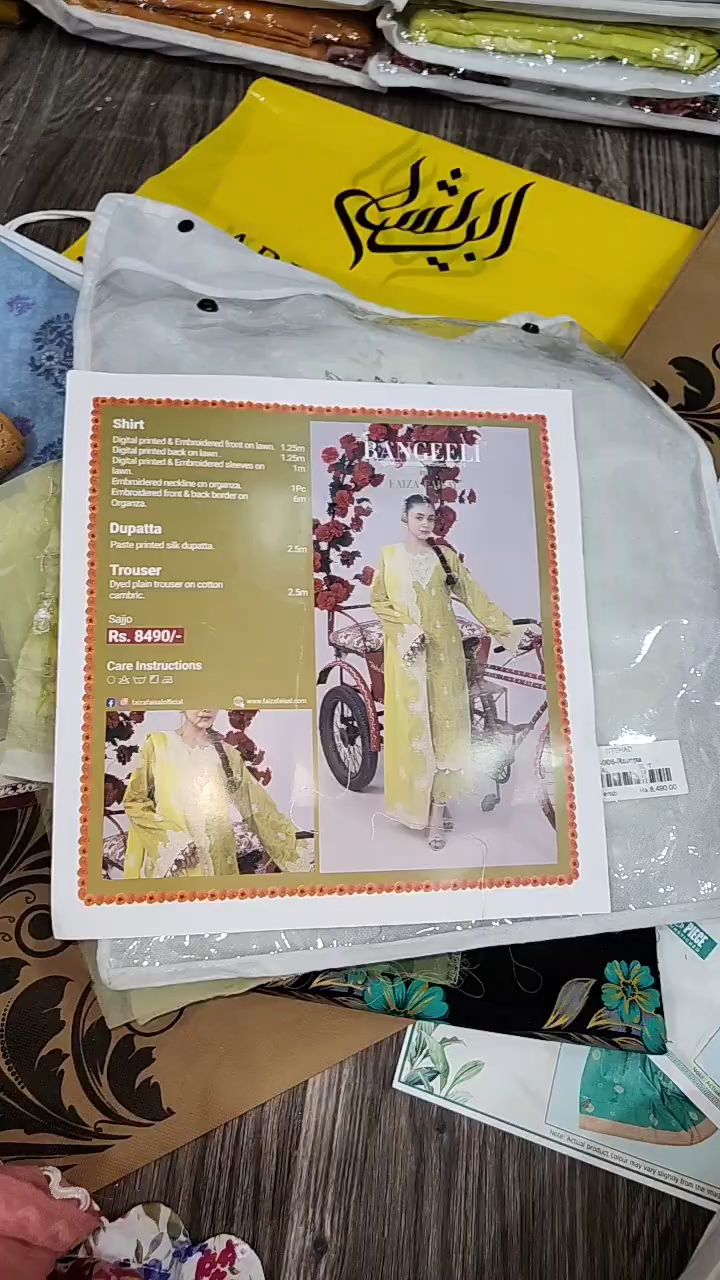 البشام
Shirt
Digital printed & Embroidered front on lawn. 1.25m
Digital printed back on lawn . 1.25m
Digital printed & Embroidered sleeves on 1m
lawn.
Embroidered neckline on organza. 1Pc
Embroidered front & back border on 6m
Organza.
Dupatta
Paste printed silk dupatta. 2.5m
Trouser
Dyed plain trouser on cotton 2.5m
cambric.
Sajjo
Rs. 8490/-
Care Instructions
faizafaisalofficial www.faizafaisal.com
RANGEELI
FAIZA FAISAL
Rs.8,490.00
PIECE
Note: Actual product colour may vary slightly from the